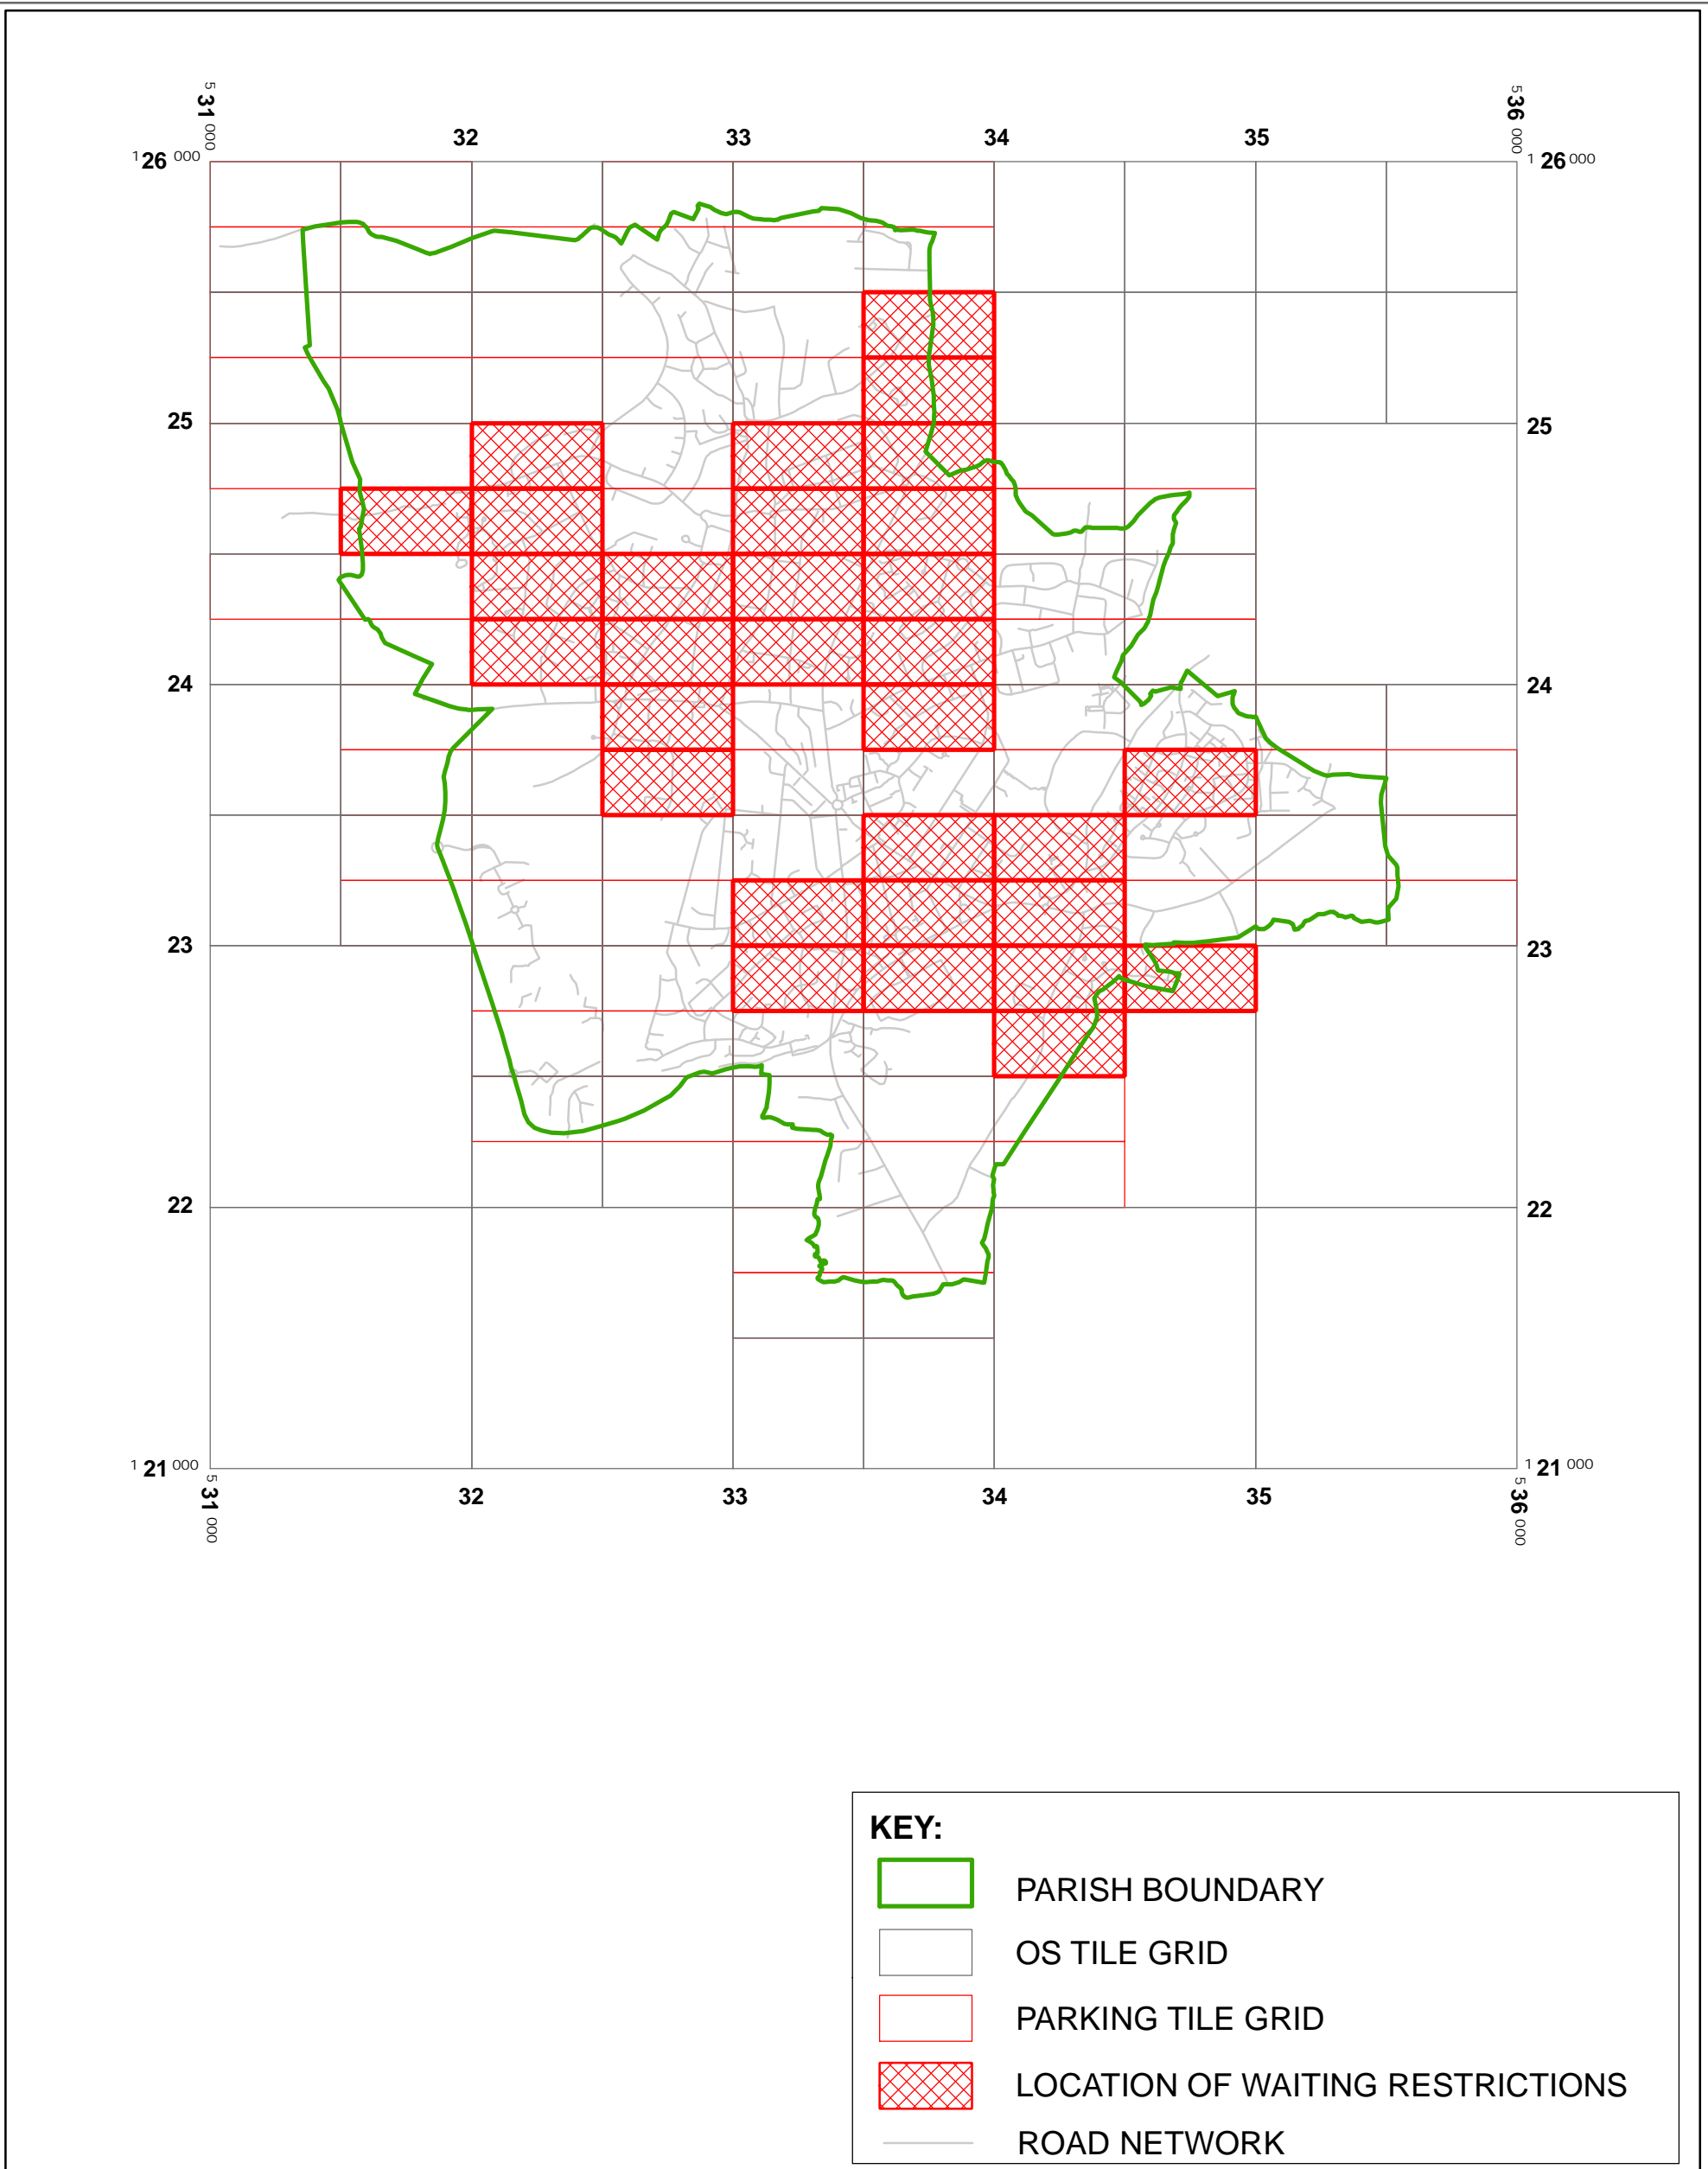 5 31 000
5 36 000
32 33 34 35
1 26 000
1 26 000
25 25
24 24
23 23
22 22
1 21 000
1 21 000
5 31 000
32 33 34 35
5 36 000
KEY:
PARISH BOUNDARY
OS TILE GRID
PARKING TILE GRID
LOCATION OF WAITING RESTRICTIONS
ROAD NETWORK